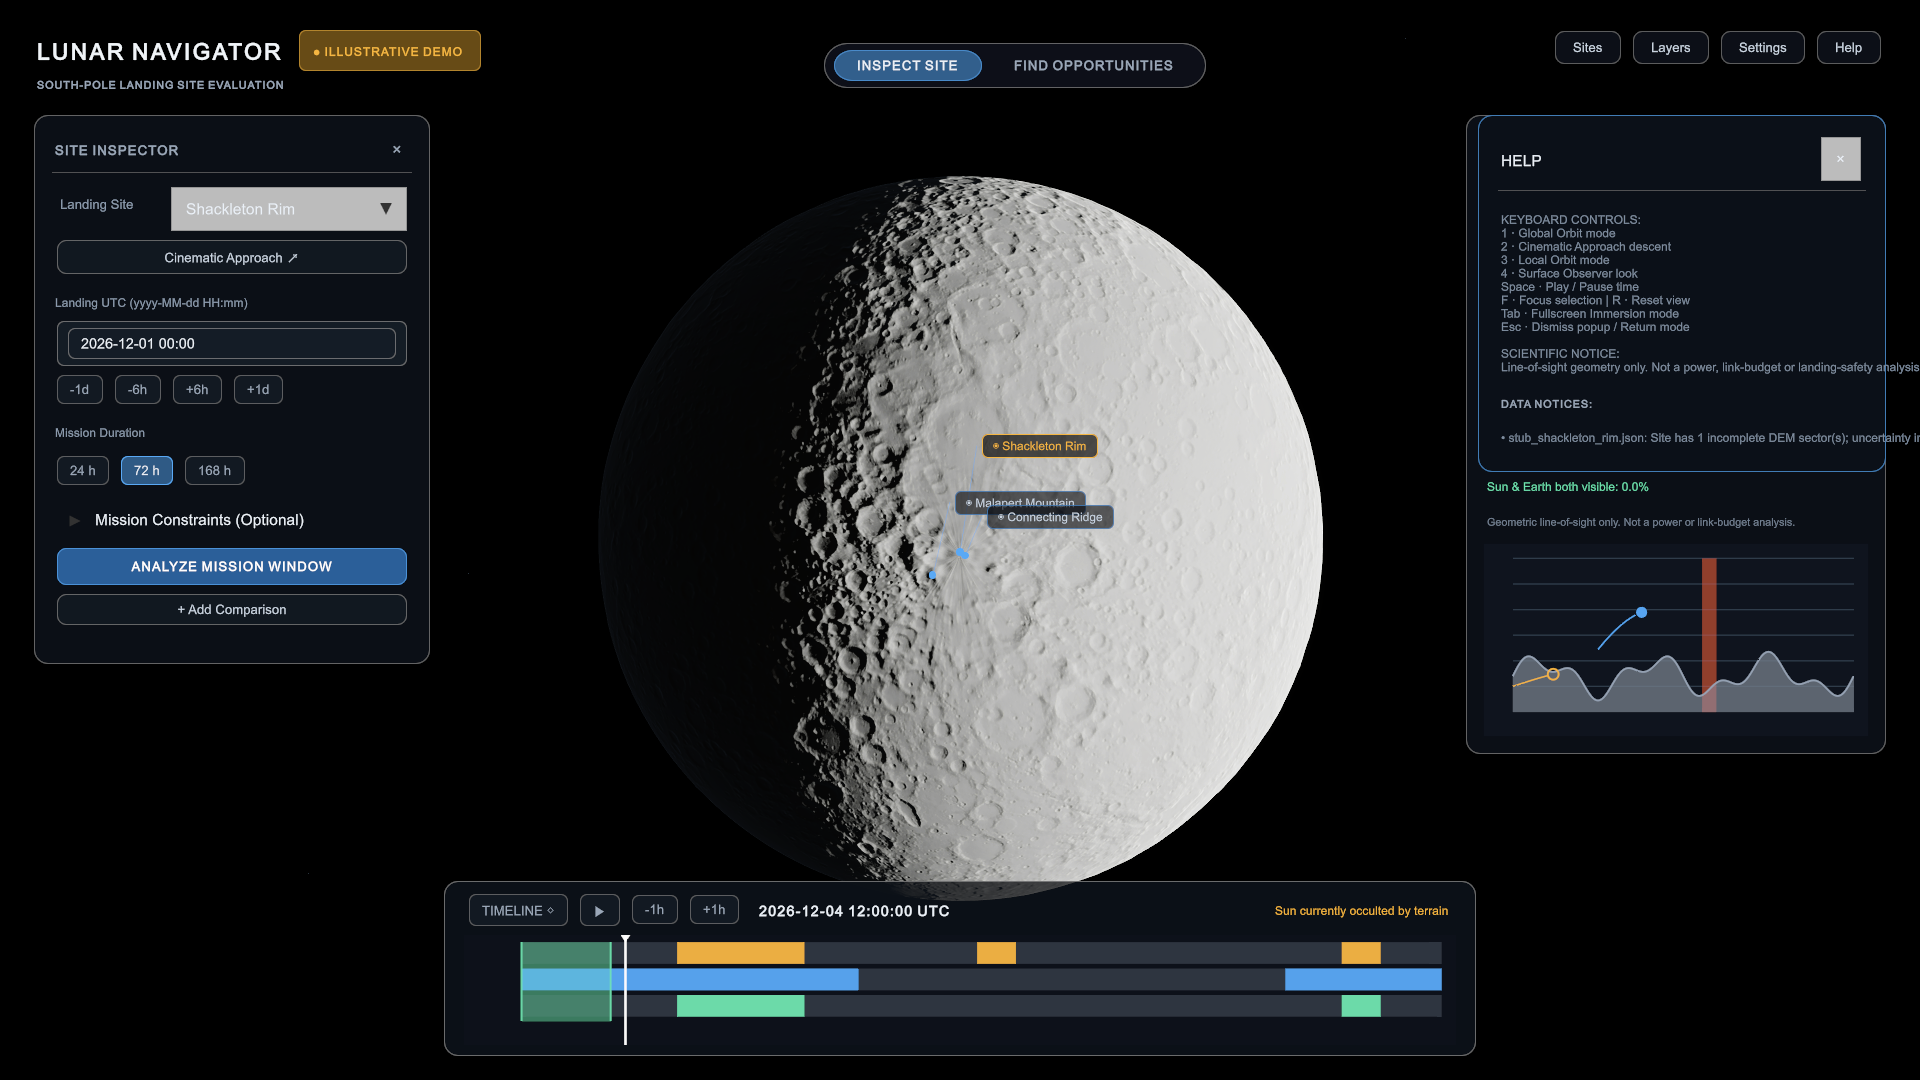 LUNAR NAVIGATOR
● ILLUSTRATIVE DEMO
SOUTH-POLE LANDING SITE EVALUATION
INSPECT SITE
FIND OPPORTUNITIES
Sites
Layers
Settings
Help
SITE INSPECTOR
×
Landing Site
Shackleton Rim
▼
Cinematic Approach ↗
Landing UTC (yyyy-MM-dd HH:mm)
2026-12-01 00:00
-1d
-6h
+6h
+1d
Mission Duration
24 h
72 h
168 h
Mission Constraints (Optional)
ANALYZE MISSION WINDOW
+ Add Comparison
Shackleton Rim
Malapert Mountain
Connecting Ridge
HELP
×
KEYBOARD CONTROLS:
1 · Global Orbit mode
2 · Cinematic Approach descent
3 · Local Orbit mode
4 · Surface Observer look
Space · Play / Pause time
F · Focus selection | R · Reset view
Tab · Fullscreen Immersion mode
Esc · Dismiss popup / Return mode
SCIENTIFIC NOTICE:
Line-of-sight geometry only. Not a power, link-budget or landing-safety analysis
DATA NOTICES:
• stub_shackleton_rim.json: Site has 1 incomplete DEM sector(s); uncertainty
Sun & Earth both visible: 0.0%
Geometric line-of-sight only. Not a power or link-budget analysis.
TIMELINE ◇
-1h
+1h
2026-12-04 12:00:00 UTC
Sun currently occulted by terrain